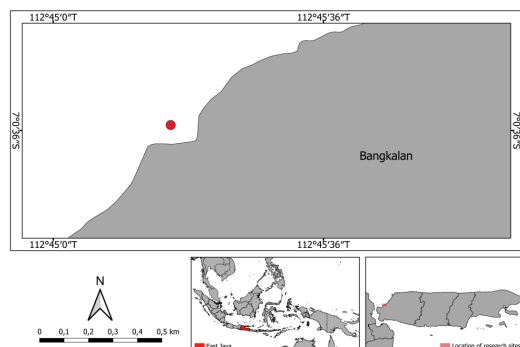 112°45'0"T 112°45'36"T
7°0'36"S 7°0'36"S
Bangkalan
112°45'0"T 112°45'36"T
N
0 0,1 0,2 0,3 0,4 0,5 km
East Java
Location of research sites